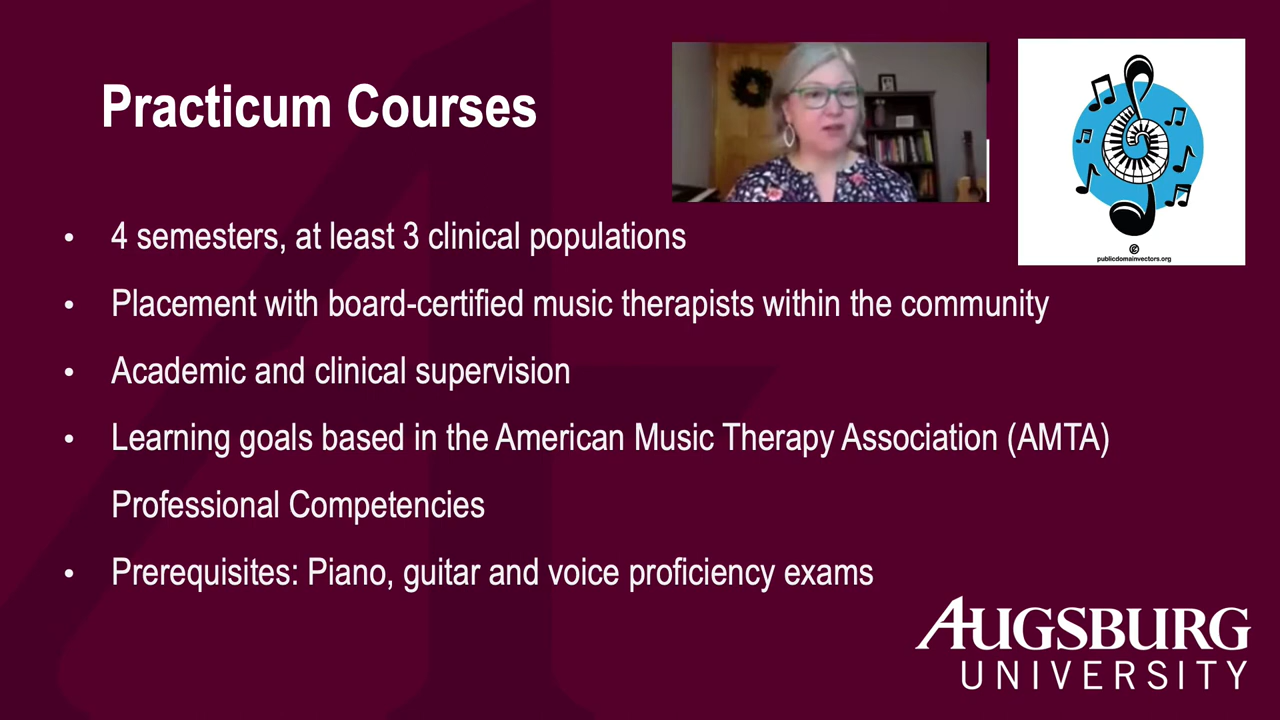 Practicum Courses
publicdomainvectors.org
• 4 semesters, at least 3 clinical populations
• Placement with board-certified music therapists within the community
• Academic and clinical supervision
• Learning goals based in the American Music Therapy Association (AMTA)
Professional Competencies
• Prerequisites: Piano, guitar and voice proficiency exams
AUGSBURG
UNIVERSITY